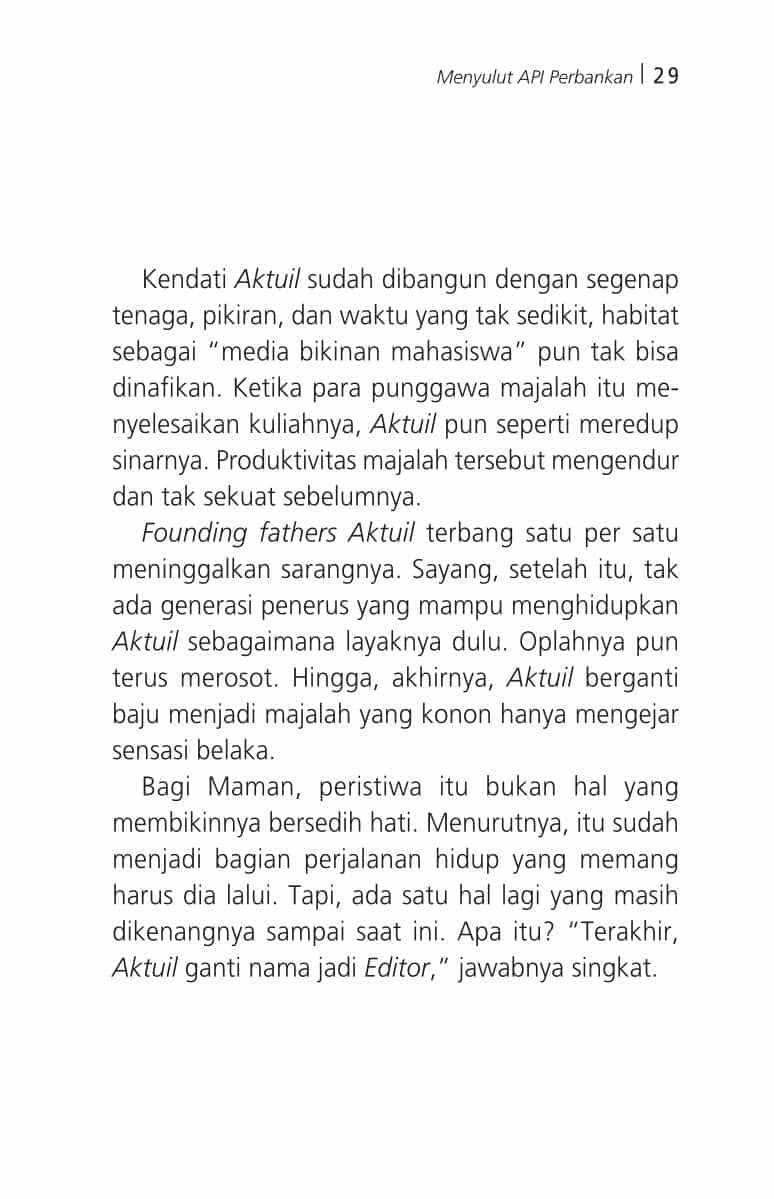 Menyulut API Perbankan | 29
Kendati Aktuil sudah dibangun dengan segenap
tenaga, pikiran, dan waktu yang tak sedikit, habitat
sebagai “media bikinan mahasiswa” pun tak bisa
dinafikan. Ketika para punggawa majalah itu me-
nyelesaikan kuliahnya, Aktuil pun seperti meredup
sinarnya. Produktivitas majalah tersebut mengendur
dan tak sekuat sebelumnya.
Founding fathers Aktuil terbang satu per satu
meninggalkan sarangnya. Sayang, setelah itu, tak
ada generasi penerus yang mampu menghidupkan
Aktuil sebagaimana layaknya dulu. Oplahnya pun
terus merosot. Hingga, akhirnya, Aktuil berganti
baju menjadi majalah yang konon hanya mengejar
sensasi belaka.
Bagi Maman, peristiwa itu bukan hal yang
membikinnya bersedih hati. Menurutnya, itu sudah
menjadi bagian perjalanan hidup yang memang
harus dia lalui. Tapi, ada satu hal lagi yang masih
dikenangnya sampai saat ini. Apa itu? “Terakhir,
Aktuil ganti nama jadi Editor,” jawabnya singkat.